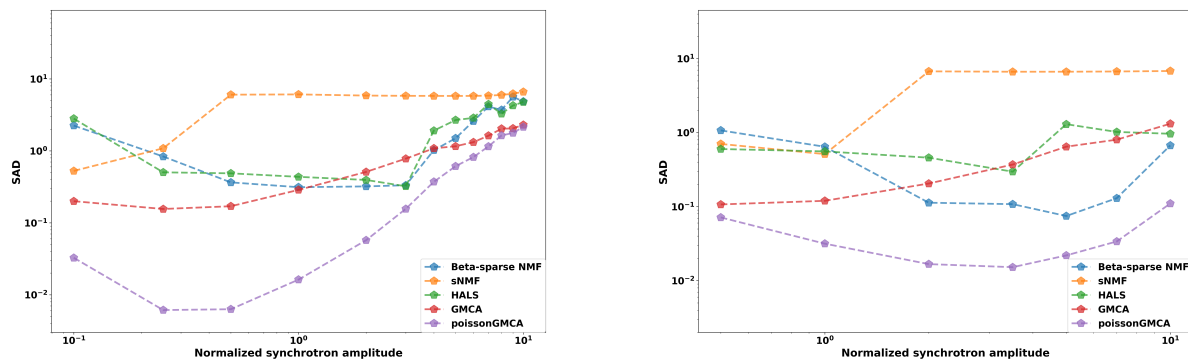 10¹
10⁰
10⁻¹
10⁻²
SAD
10⁻¹
10⁰
10¹
Normalized synchrotron amplitude
Beta-sparse NMF
sNMF
HALS
GMCA
poissonGMCA
10¹
10⁰
10⁻¹
10⁻²
SAD
10⁰
10¹
Normalized synchrotron amplitude
Beta-sparse NMF
sNMF
HALS
GMCA
poissonGMCA